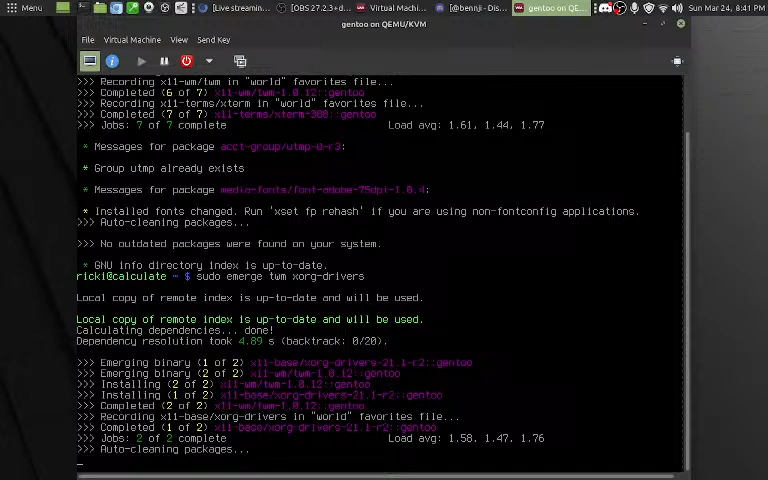 Menu
[Live streamin...
[OBS 27.2.3+d...
Virtual Machi...
@bennji - Dis...
gentoo on QE...
Sun Mar 24, 8:41 PM
gentoo on QEMU/KVM
File Virtual Machine View Send Key
>>> Recording x11-wm/twm in "world" favorites file...
>>> Completed (6 of 7) x11-wm/twm-1.0.12::gentoo
>>> Recording x11-terms/xterm in "world" favorites file...
>>> Completed (7 of 7) x11-terms/xterm-388::gentoo
>>> Jobs: 7 of 7 complete Load avg: 1.61, 1.44, 1.77
* Messages for package acct-group/utmp-0-r3:
* Group utmp already exists
* Messages for package media-fonts/font-adobe-75dpi-1.0.4:
* Installed fonts changed. Run 'xset fp rehash' if you are using non-fontconfig applications.
>>> Auto-cleaning packages...
>>> No outdated packages were found on your system.
* GNU info directory index is up-to-date.
ricki@calculate ~ $ sudo emerge twm xorg-drivers
Local copy of remote index is up-to-date and will be used.
Local copy of remote index is up-to-date and will be used.
Calculating dependencies... done!
Dependency resolution took 4.89 s (backtrack: 0/20).
>>> Emerging binary (1 of 2) x11-base/xorg-drivers-21.1-r2::gentoo
>>> Emerging binary (2 of 2) x11-wm/twm-1.0.12::gentoo
>>> Installing (2 of 2) x11-wm/twm-1.0.12::gentoo
>>> Installing (1 of 2) x11-base/xorg-drivers-21.1-r2::gentoo
>>> Completed (2 of 2) x11-wm/twm-1.0.12::gentoo
>>> Recording x11-base/xorg-drivers in "world" favorites file...
>>> Completed (1 of 2) x11-base/xorg-drivers-21.1-r2::gentoo
>>> Jobs: 2 of 2 complete Load avg: 1.58, 1.47, 1.76
>>> Auto-cleaning packages...